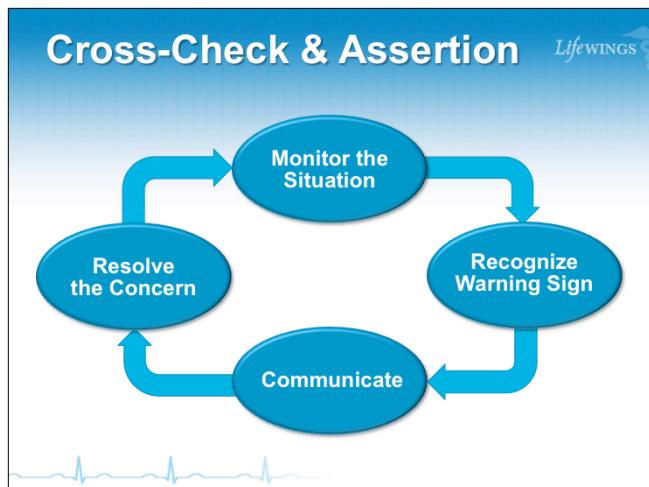 Cross-Check & Assertion
LifeWINGS
Monitor the
Situation
Recognize
Warning Sign
Communicate
Resolve
the Concern